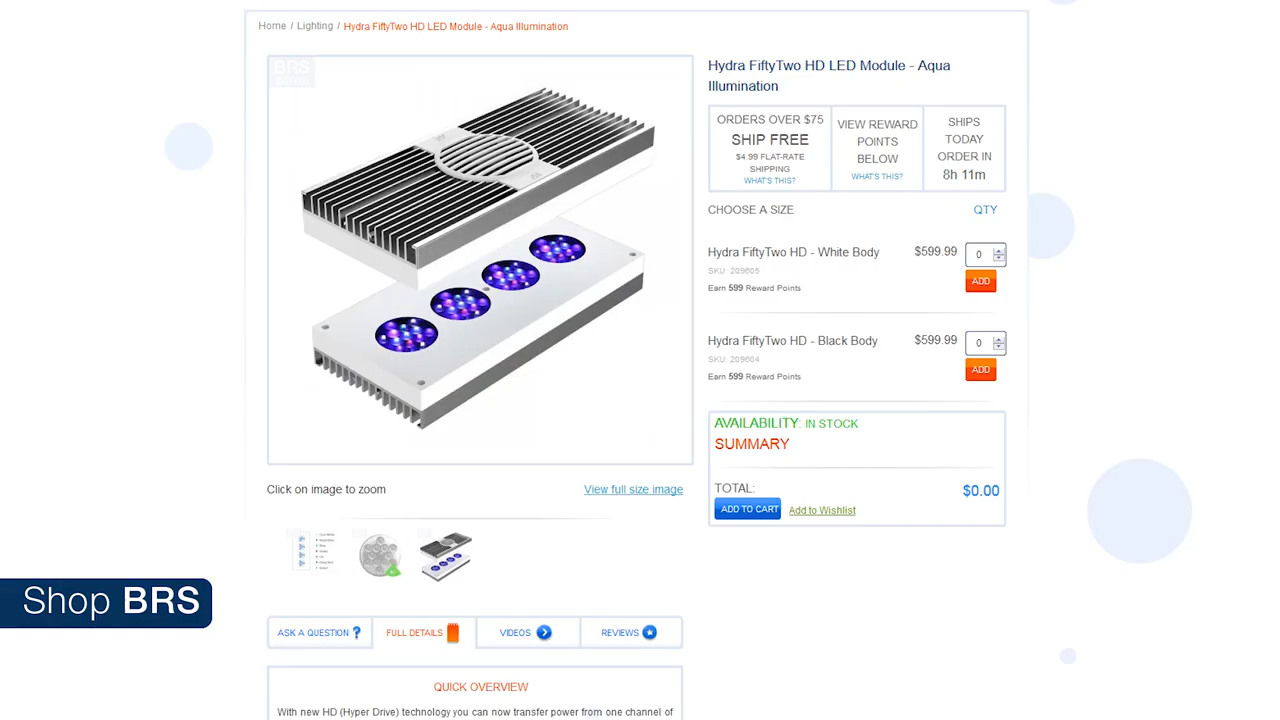 Home / Lighting / Hydra FiftyTwo HD LED Module - Aqua Illumination
BRS
Hydra FiftyTwo HD LED Module - Aqua
Illumination
ORDERS OVER $75
SHIP FREE
$4.99 FLAT-RATE
SHIPPING
WHAT'S THIS?
VIEW REWARD
POINTS
BELOW
WHAT'S THIS?
SHIPS
TODAY
ORDER IN
8h 11m
CHOOSE A SIZE QTY
Hydra FiftyTwo HD - White Body $599.99 0
SKU: 209605
Earn 599 Reward Points ADD
Hydra FiftyTwo HD - Black Body $599.99 0
SKU: 209604
Earn 599 Reward Points ADD
AVAILABILITY: IN STOCK
SUMMARY
TOTAL: $0.00
ADD TO CART Add to Wishlist
Click on image to zoom View full size image
Shop BRS
ASK A QUESTION ? FULL DETAILS VIDEOS REVIEWS
QUICK OVERVIEW
With new HD (Hyper Drive) technology you can now transfer power from one channel of